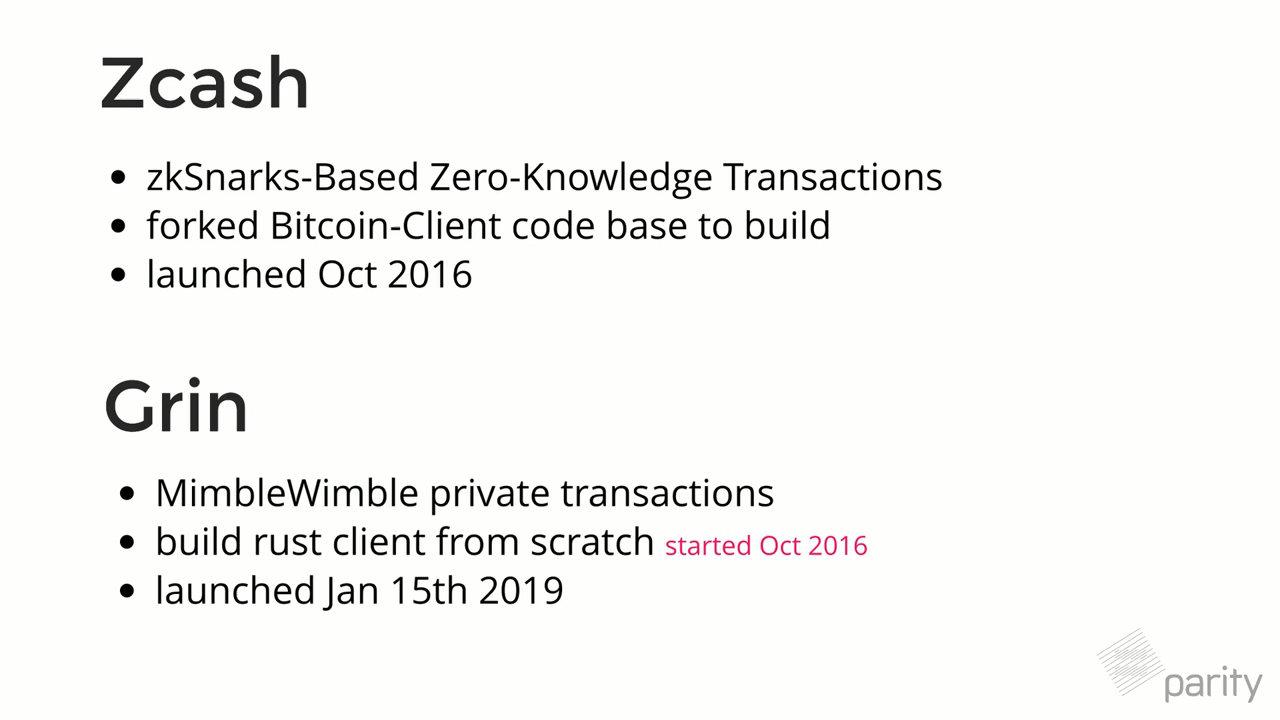 Zcash
zkSnarks-Based Zero-Knowledge Transactions
forked Bitcoin-Client code base to build
launched Oct 2016
Grin
MimbleWimble private transactions
build rust client from scratch started Oct 2016
launched Jan 15th 2019
parity